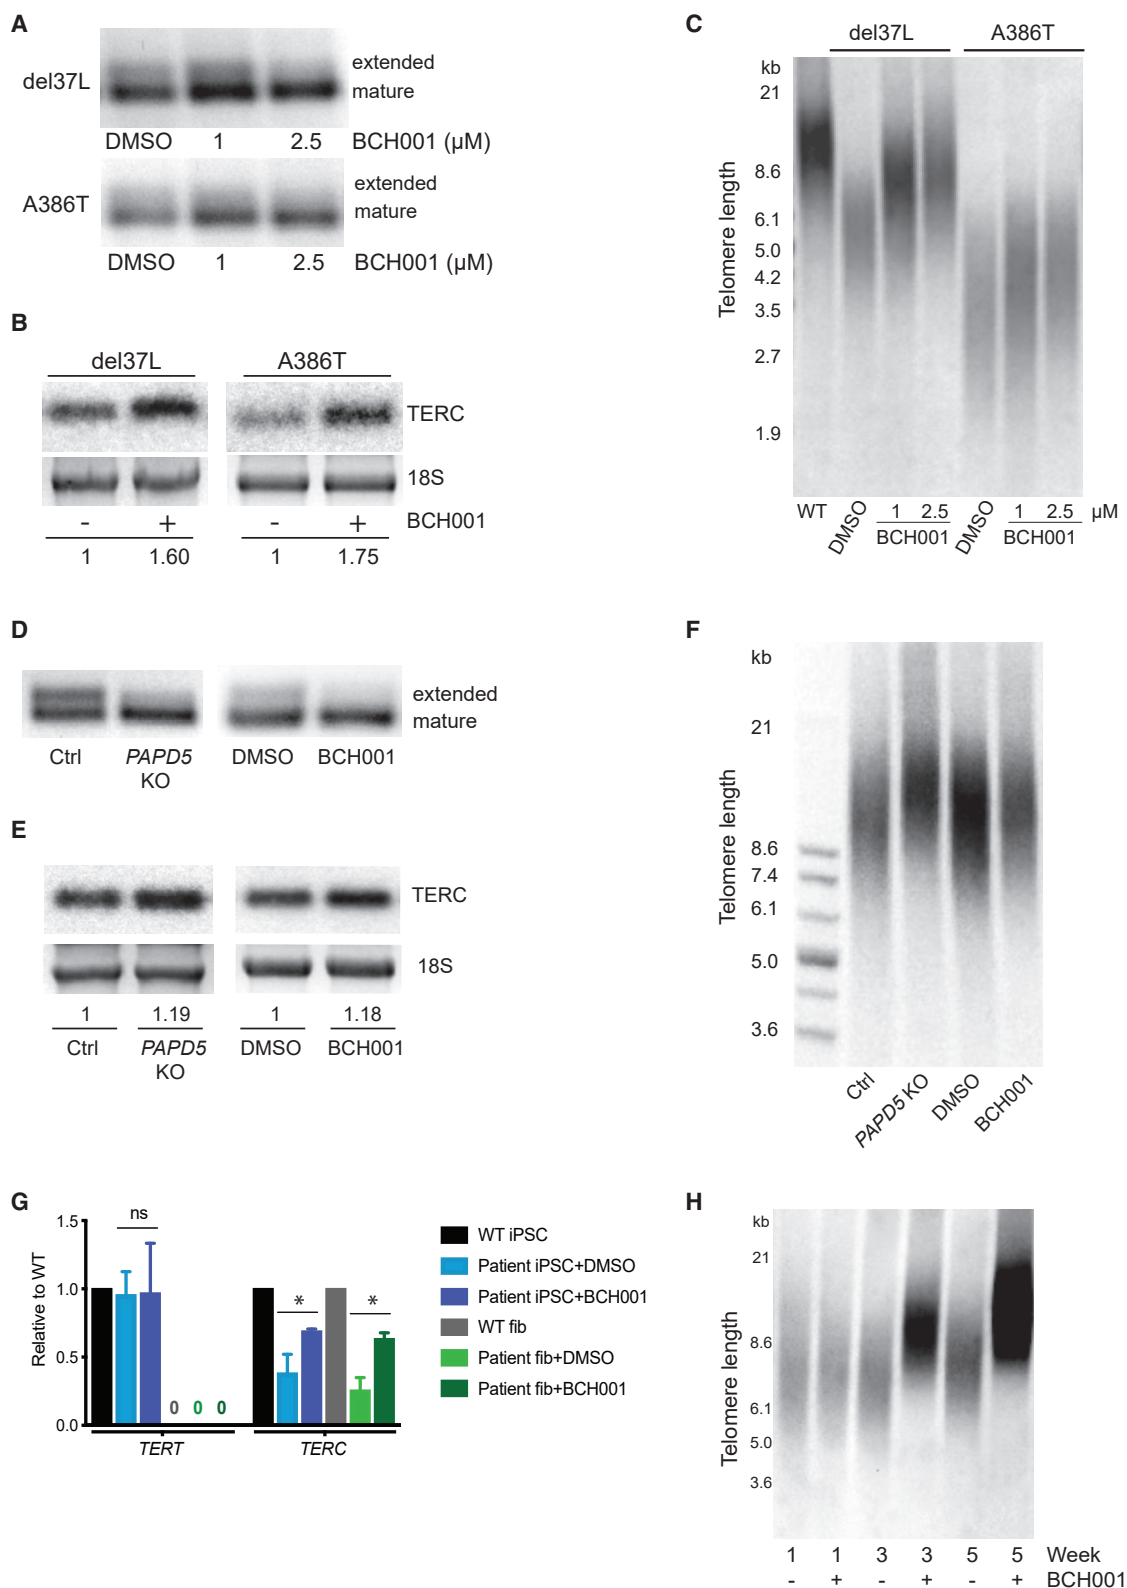 A
del37L
extended
mature
DMSO 1 2.5 BCH001 (µM)
A386T
extended
mature
DMSO 1 2.5 BCH001 (µM)
B
del37L A386T
TERC
18S
- + - + BCH001
1 1.60 1 1.75
C
del37L A386T
kb
21
8.6
6.1
5.0
4.2
3.5
2.7
1.9
Telomere length
WT DMSO 1 2.5 DMSO 1 2.5 µM
BCH001 BCH001
D
extended
mature
Ctrl PAPD5 KO DMSO BCH001
E
TERC
18S
1 1.19 1 1.18
Ctrl PAPD5 KO DMSO BCH001
F
kb
21
8.6
7.4
6.1
5.0
3.6
Telomere length
Ctrl PAPD5 KO DMSO BCH001
G
1.5
1.0
0.5
0.0
Relative to WT
ns
0 0 0
* *
TERT TERC
WT iPSC
Patient iPSC+DMSO
Patient iPSC+BCH001
WT fib
Patient fib+DMSO
Patient fib+BCH001
H
kb
21
8.6
6.1
5.0
3.6
Telomere length
1 1 3 3 5 5 Week
- + - + - + BCH001